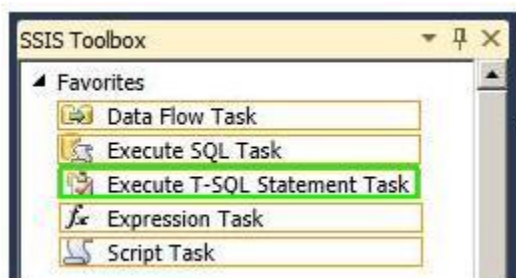 SSIS Toolbox
Favorites
Data Flow Task
Execute SQL Task
Execute T-SQL Statement Task
Expression Task
Script Task